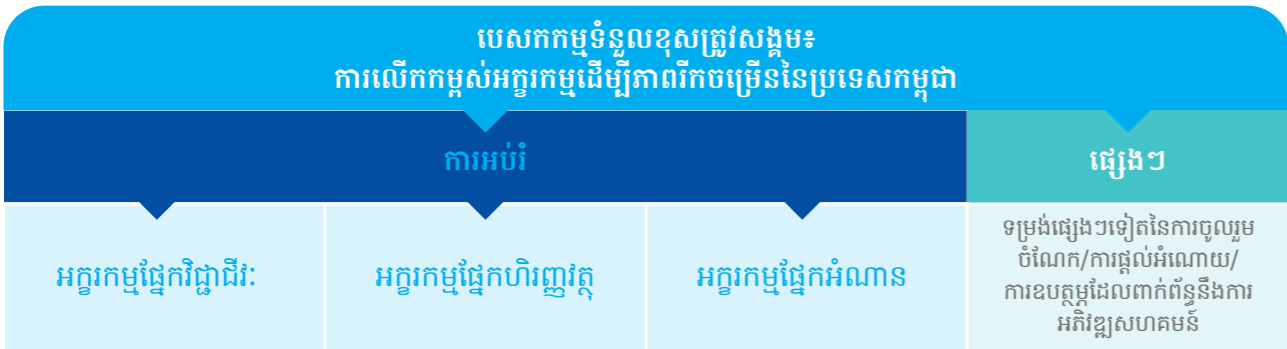 បេសកកម្មទំនួលខុសត្រូវសង្គម៖
ការលើកកម្ពស់អក្ខរកម្មដើម្បីភាពរីកចម្រើននៃប្រទេសកម្ពុជា
ការអប់រំ
ផ្សេងៗ
អក្ខរកម្មផ្នែកវិជ្ជាជីវៈ
អក្ខរកម្មផ្នែកហិរញ្ញវត្ថុ
អក្ខរកម្មផ្នែកអំណាន
ទម្រង់ផ្សេងៗទៀតនៃការចូលរួម
ចំណែក/ការផ្តល់អំណោយ/
ការឧបត្ថម្ភដែលពាក់ព័ន្ធនឹងការ
អភិវឌ្ឍសហគមន៍